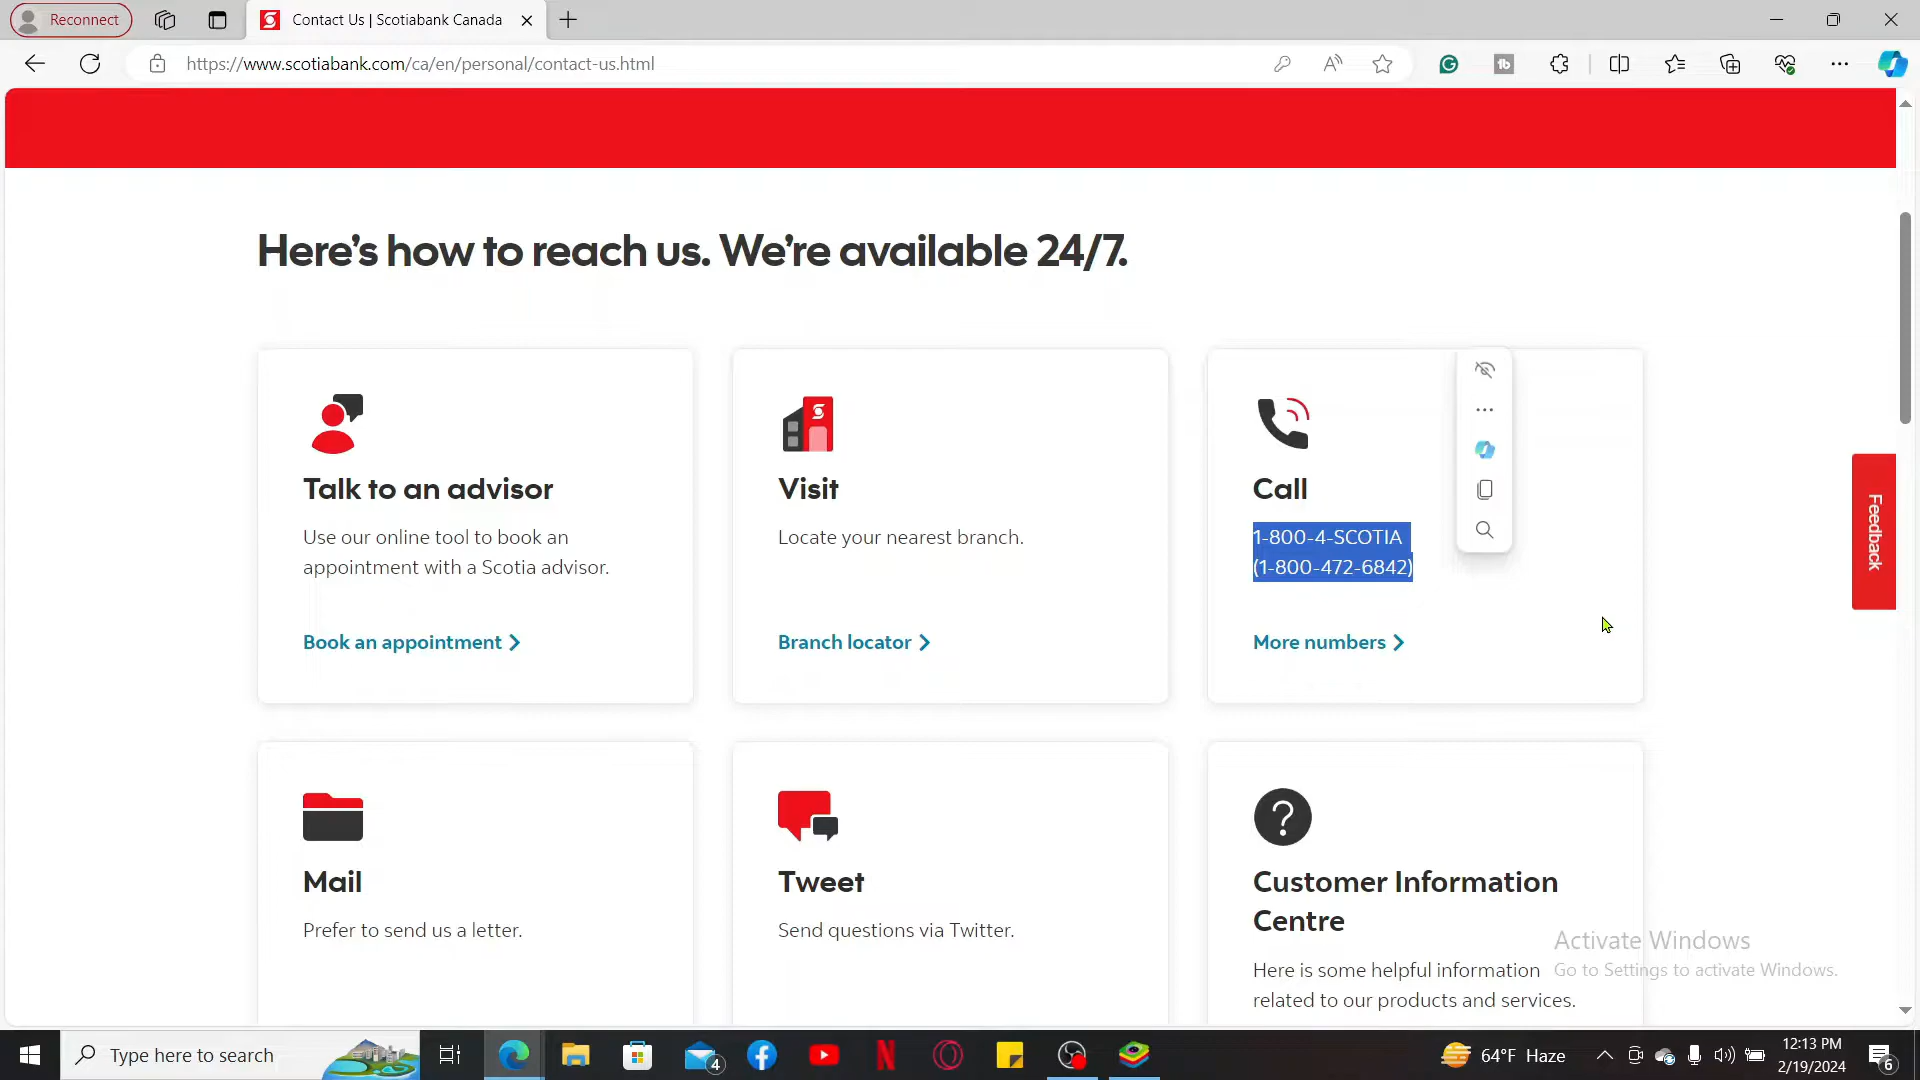 Reconnect
Contact Us | Scotiabank Canada
https://www.scotiabank.com/ca/en/personal/contact-us.html
Here's how to reach us. We're available 24/7.
Talk to an advisor
Use our online tool to book an
appointment with a Scotia advisor.
Book an appointment
Visit
Locate your nearest branch.
Branch locator
Call
1-800-4-SCOTIA
(1-800-472-6842)
More numbers
Feedback
Mail
Prefer to send us a letter.
Tweet
Send questions via Twitter.
Customer Information
Centre
Here is some helpful information
related to our products and services.
Activate Windows
Go to Settings to activate Windows.
Type here to search
4
64°F Haze
12:13 PM
2/19/2024
6